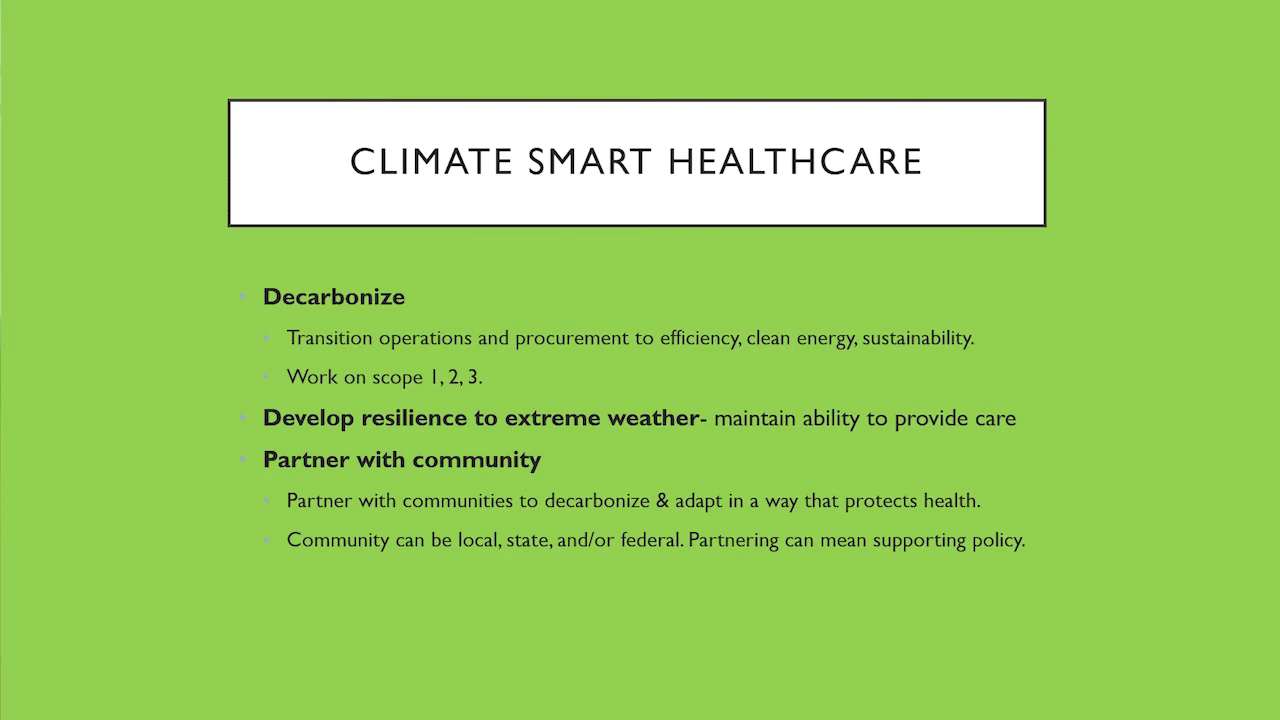 CLIMATE SMART HEALTHCARE
• Decarbonize
• Transition operations and procurement to efficiency, clean energy, sustainability.
• Work on scope 1, 2, 3.
• Develop resilience to extreme weather- maintain ability to provide care
• Partner with community
• Partner with communities to decarbonize & adapt in a way that protects health.
• Community can be local, state, and/or federal. Partnering can mean supporting policy.